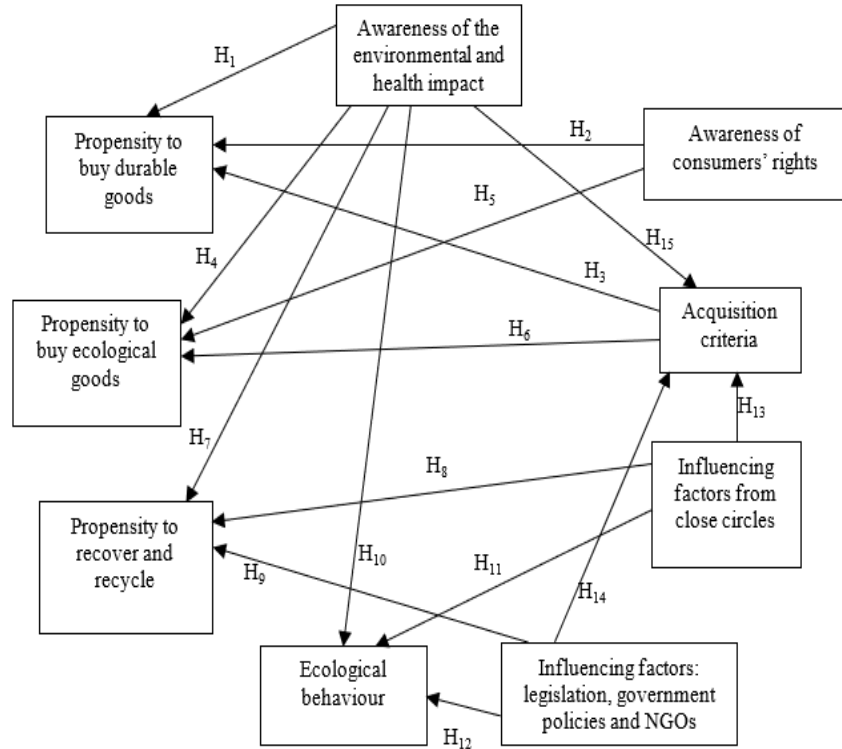 Awareness of the
environmental and
health impact
H1
Propensity to
buy durable
goods
H2
Awareness of
consumers' rights
H5
H15
H4
H3
Propensity to
buy ecological
goods
H6
Acquisition
criteria
H7
H13
H8
Influencing
factors from
close circles
Propensity to
recover and
recycle
H10
H11
H9
H14
Ecological
behaviour
Influencing factors:
legislation, government
policies and NGOs
H12